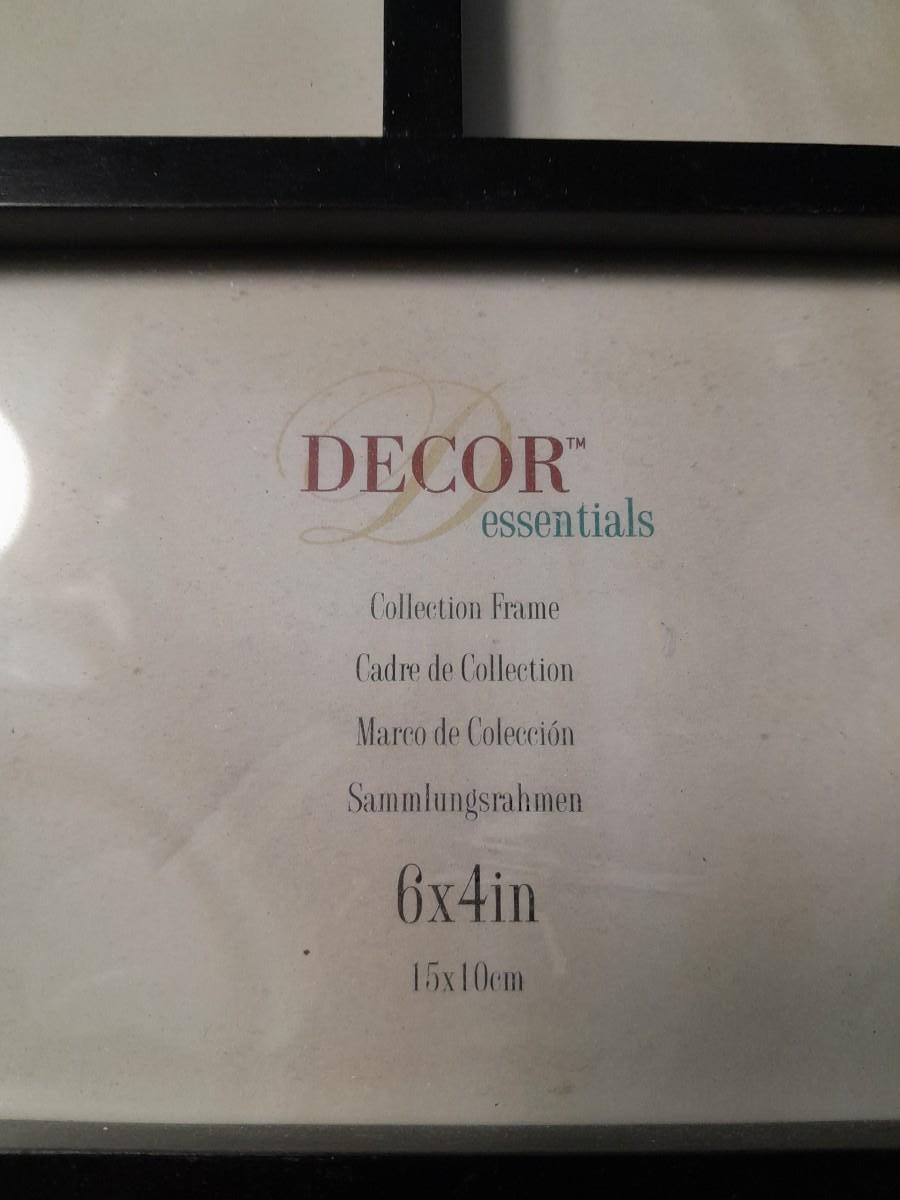 DECOR™
essentials
Collection Frame
Cadre de Collection
Marco de Colección
Sammlungsrahmen
6x4in
15x10cm